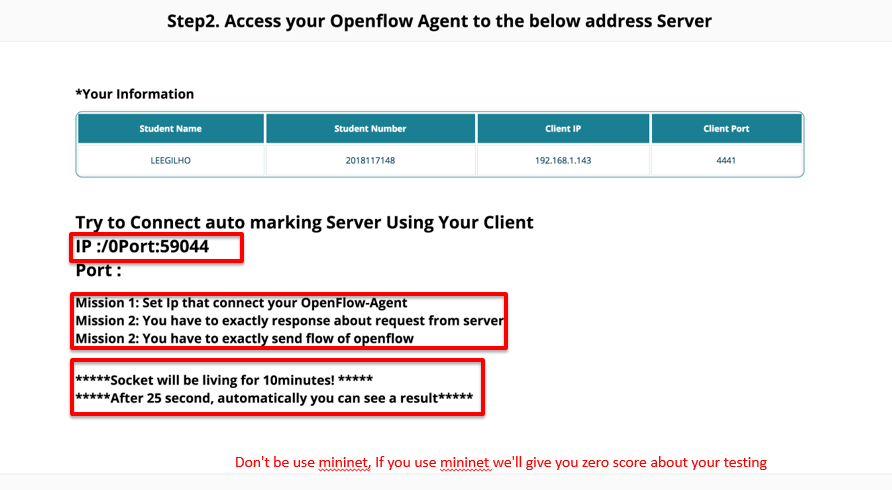 Step2. Access your Openflow Agent to the below address Server
*Your Information
Student Name Student Number Client IP Client Port
LEEGILHO 2018117148 192.168.1.143 4441
Try to Connect auto marking Server Using Your Client
IP :/0Port:59044
Port :
Mission 1: Set Ip that connect your OpenFlow-Agent
Mission 2: You have to exactly response about request from server
Mission 2: You have to exactly send flow of openflow
*****Socket will be living for 10minutes! *****
*****After 25 second, automatically you can see a result*****
Don't be use mininet, If you use mininet we'll give you zero score about your testing